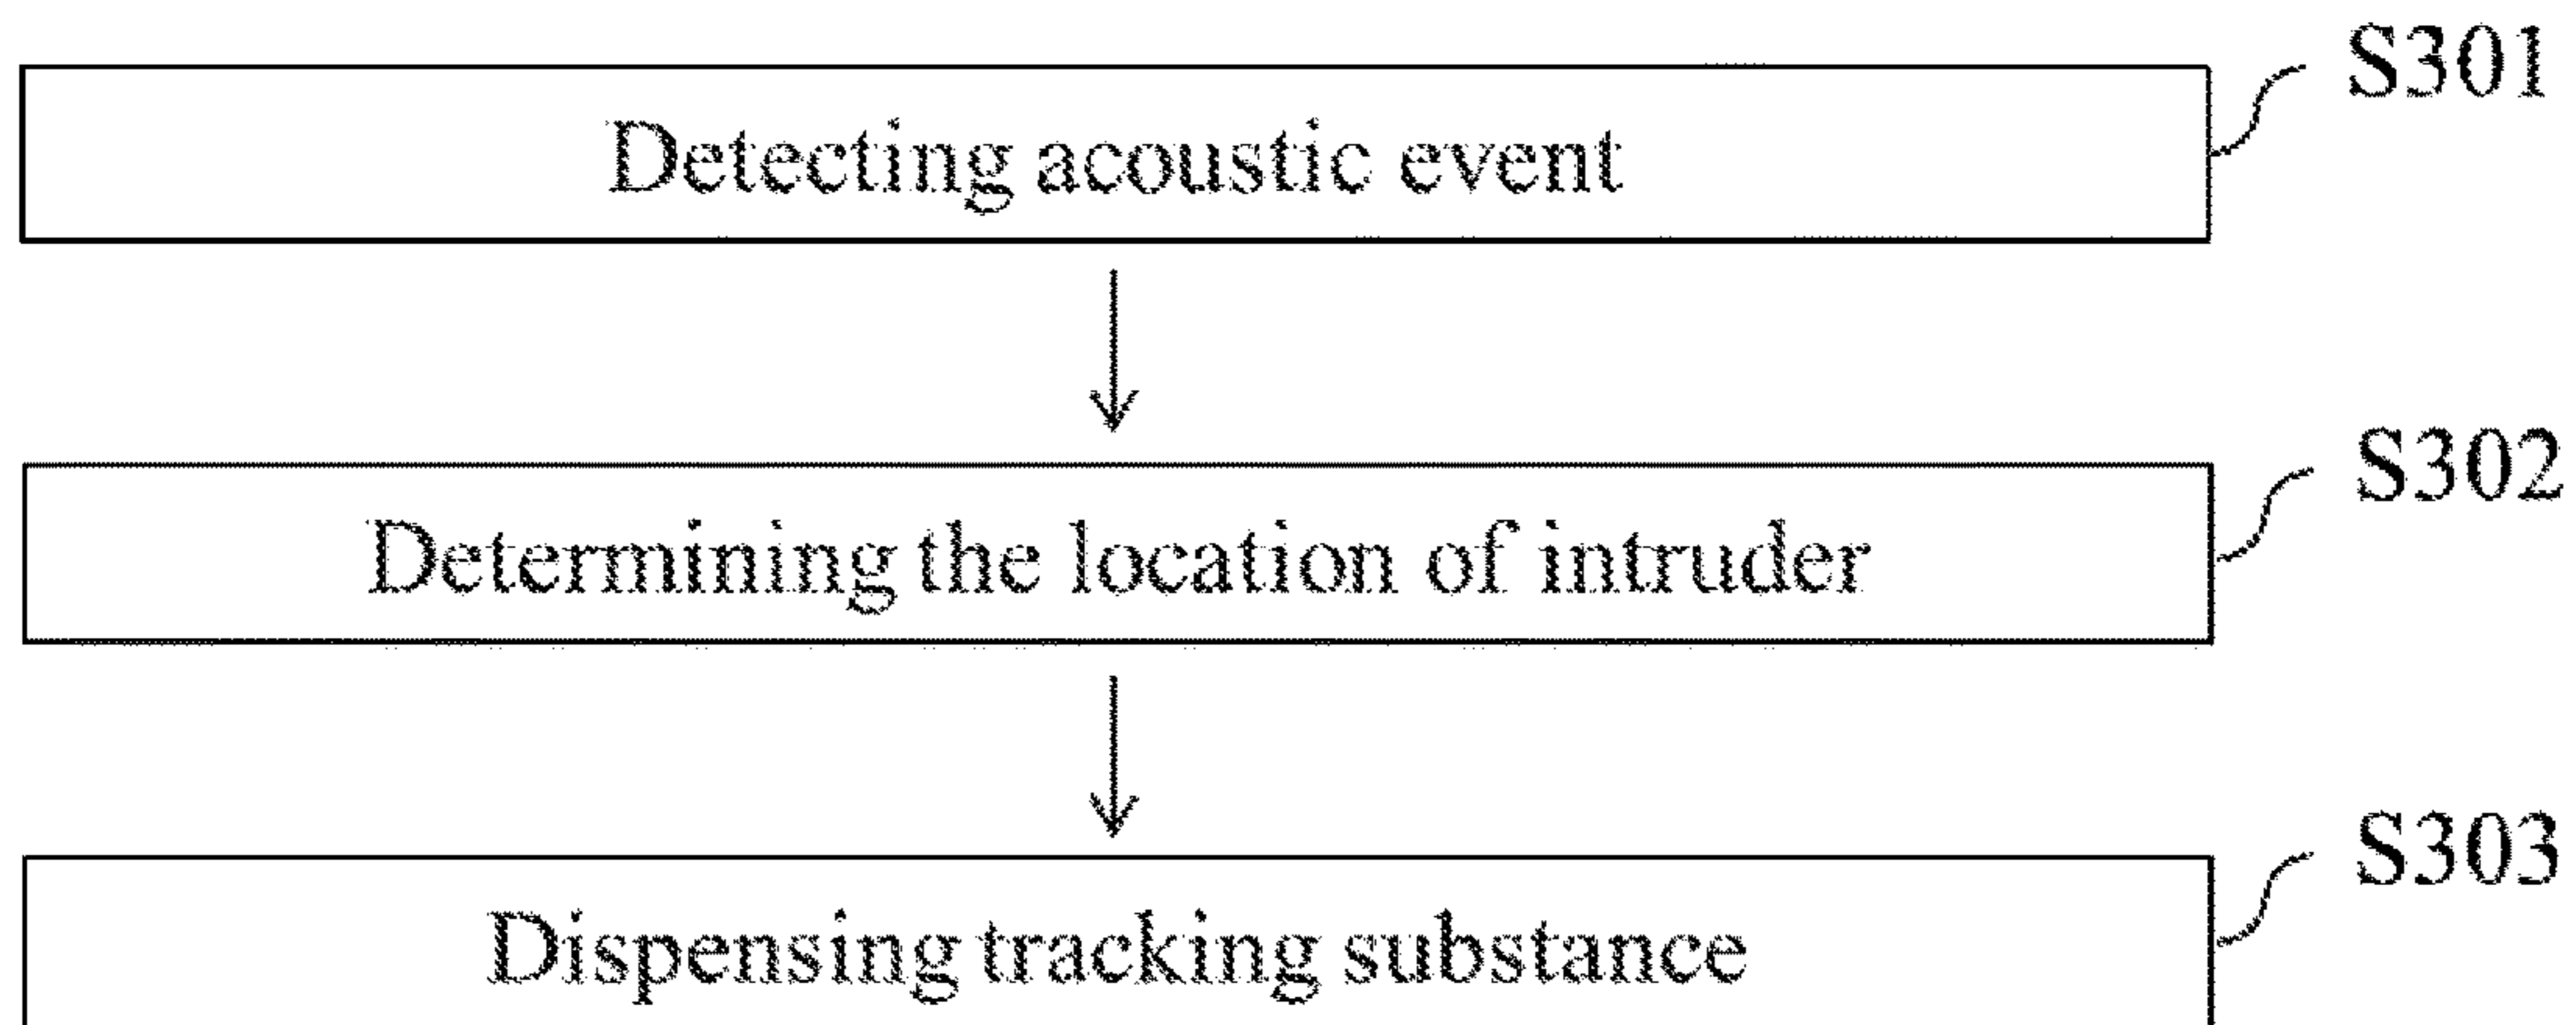 S301
Detecting acoustic event
S302
Determining the location of intruder
S303
Dispensing tracking substance